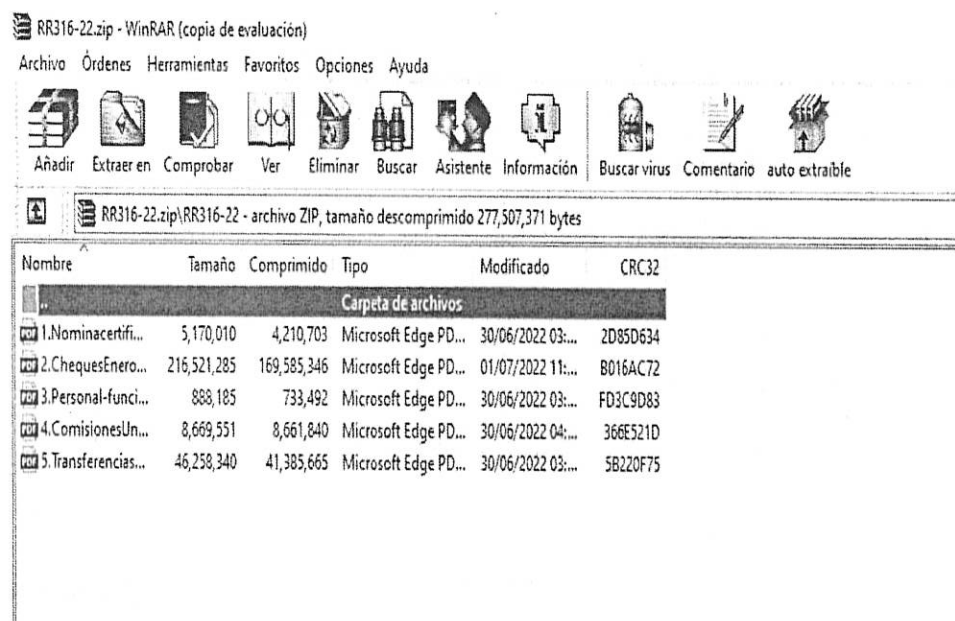 RR316-22.zip - WinRAR (copia de evaluación)
Archivo Órdenes Herramientas Favoritos Opciones Ayuda
Añadir Extraer en Comprobar Ver Eliminar Buscar Asistente Información Buscar virus Comentario auto extraíble
RR316-22.zip\RR316-22 - archivo ZIP, tamaño descomprimido 277,507,371 bytes
Nombre Tamaño Comprimido Tipo Modificado CRC32
.. Carpeta de archivos
PDF 1.Nominacertifi... 5,170,010 4,210,703 Microsoft Edge PD... 30/06/2022 03:... 2D85D634
PDF 2.ChequesEnero... 216,521,285 169,585,346 Microsoft Edge PD... 01/07/2022 11:... B016AC72
PDF 3.Personal-funci... 888,185 733,492 Microsoft Edge PD... 30/06/2022 03:... FD3C9D83
PDF 4.ComisionesUn... 8,669,551 8,661,840 Microsoft Edge PD... 30/06/2022 04:... 366E521D
PDF 5.Transferencias... 46,258,340 41,385,665 Microsoft Edge PD... 30/06/2022 03:... 5B220F75